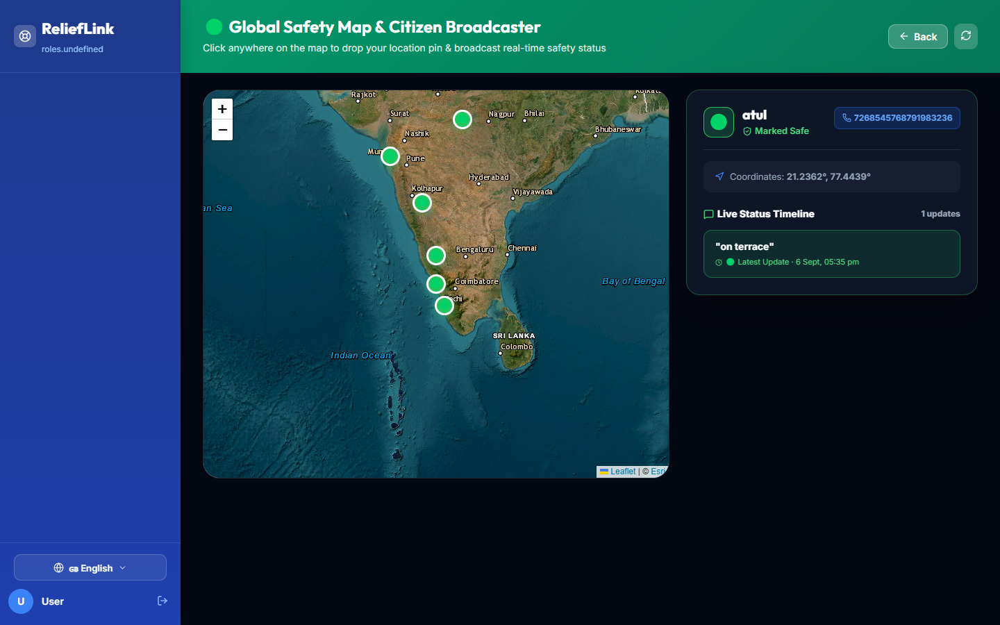 ReliefLink
roles.undefined
Global Safety Map & Citizen Broadcaster
Click anywhere on the map to drop your location pin & broadcast real-time safety status
Back
+
−
Rajkot
Surat
Nagpur
Bhilai
Nashik
Bhubaneswar
Pune
Hyderabad
Kolhapur
Vijayawada
an Sea
Bengaluru
Chennai
Coimbatore
Bay of Bengal
SRI LANKA
Colombo
Indian Ocean
Leaflet | © Esri
atul
Marked Safe
7268545768791983236
Coordinates: 21.2362°, 77.4439°
Live Status Timeline
1 updates
"on terrace"
Latest Update · 6 Sept, 05:35 pm
GB English
U
User